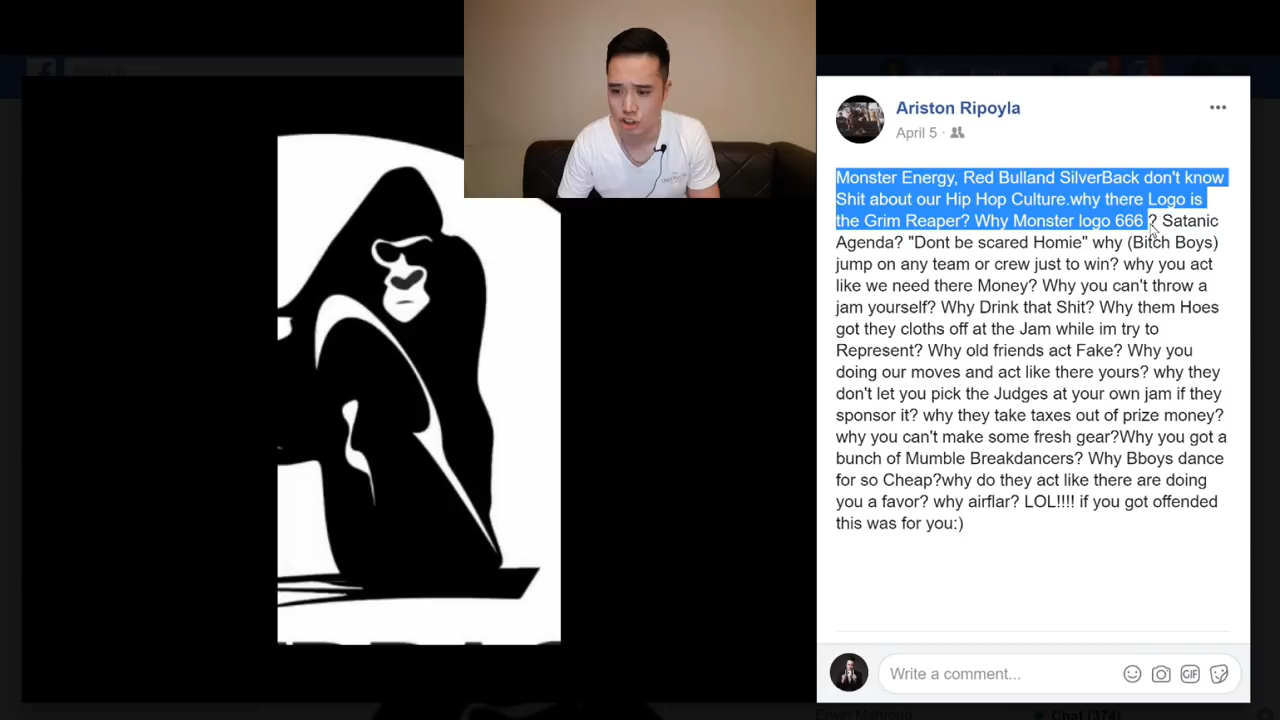 Search
Ariston Ripoyla
April 5
Monster Energy, Red Bulland SilverBack don't know
Shit about our Hip Hop Culture.why there Logo is
the Grim Reaper? Why Monster logo 666 ? Satanic
Agenda? "Dont be scared Homie" why (Bitch Boys)
jump on any team or crew just to win? why you act
like we need there Money? Why you can't throw a
jam yourself? Why Drink that Shit? Why them Hoes
got they cloths off at the Jam while im try to
Represent? Why old friends act Fake? Why you
doing our moves and act like there yours? why they
don't let you pick the Judges at your own jam if they
sponsor it? why they take taxes out of prize money?
why you can't make some fresh gear?Why you got a
bunch of Mumble Breakdancers? Why Bboys dance
for so Cheap?why do they act like there are doing
you a favor? why airflar? LOL!!!! if you got offended
this was for you:)
Write a comment...
GIF
Chat (374)